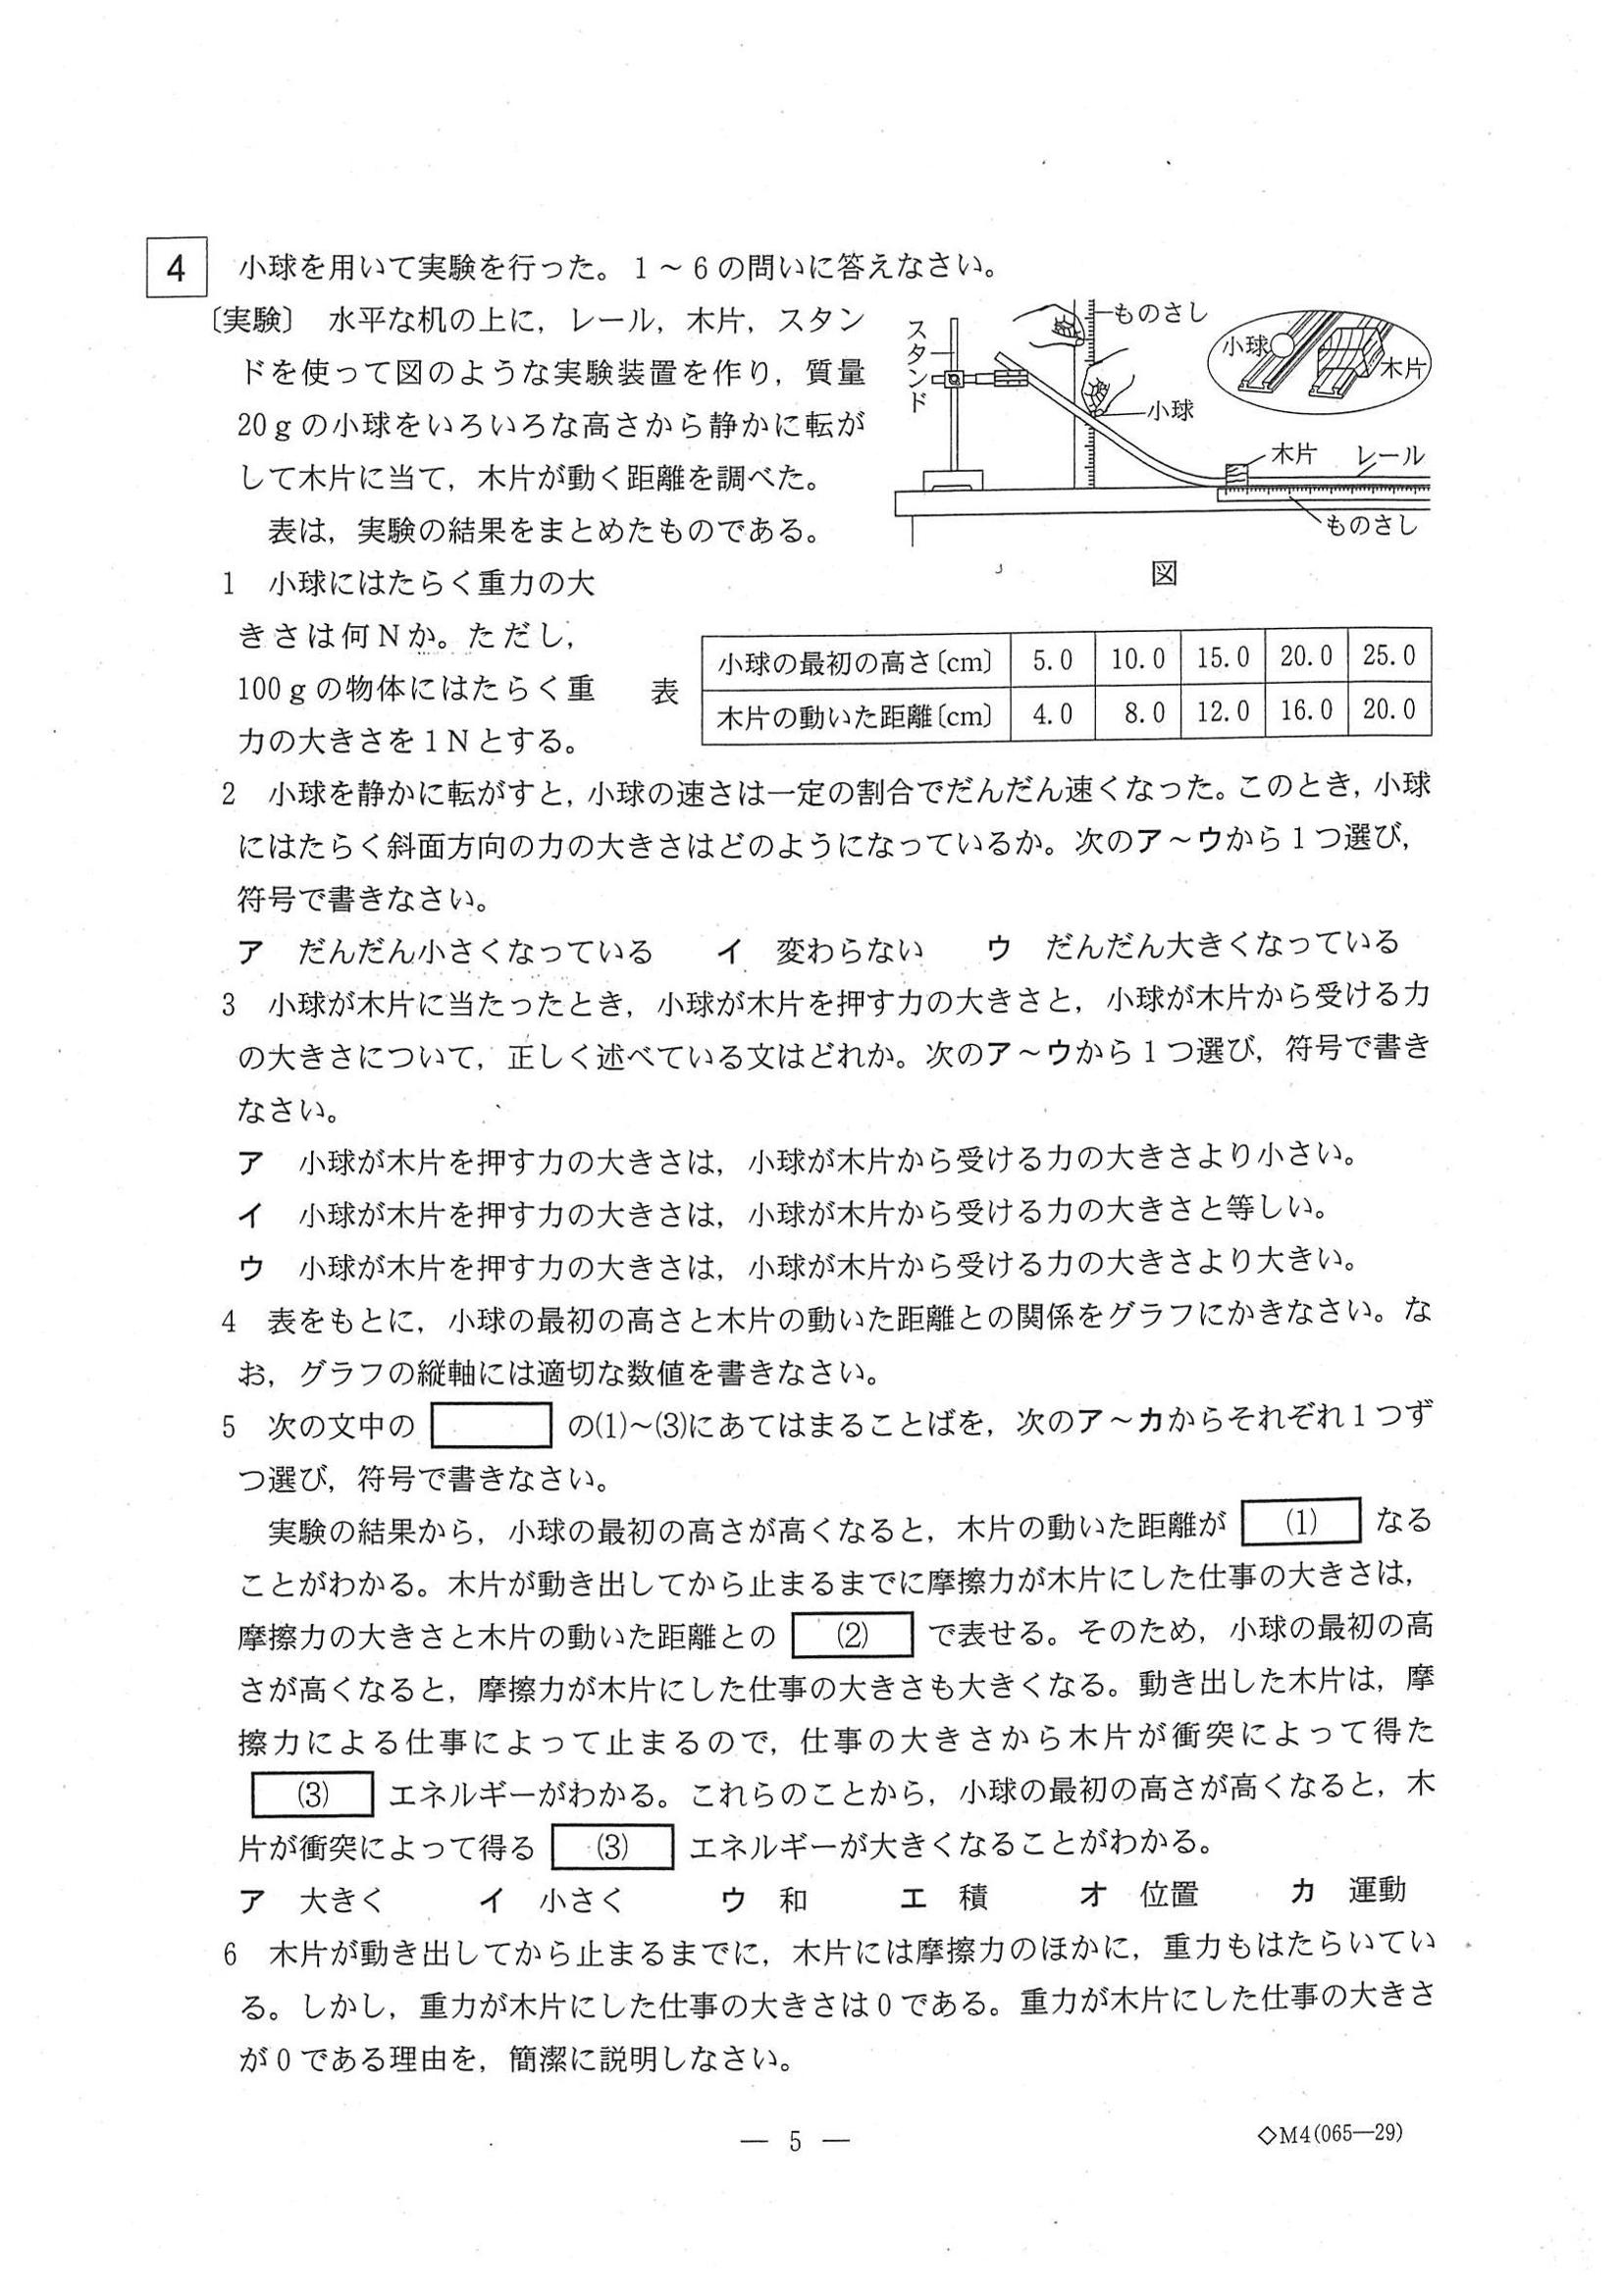 4 小球を用いて実験を行った。1～6の問いに答えなさい。
〔実験〕 水平な机の上に，レール，木片，スタン
ドを使って図のような実験装置を作り，質量
20gの小球をいろいろな高さから静かに転が
して木片に当て，木片が動く距離を調べた。
表は，実験の結果をまとめたものである。
スタンド
ものさし
小球
木片
小球
木片
レール
ものさし
図
1 小球にはたらく重力の大
きさは何Nか。ただし，
100gの物体にはたらく重
力の大きさを1Nとする。
表
小球の最初の高さ〔cm〕 5.0 10.0 15.0 20.0 25.0
木片の動いた距離〔cm〕 4.0 8.0 12.0 16.0 20.0
2 小球を静かに転がすと，小球の速さは一定の割合でだんだん速くなった。このとき，小球
にはたらく斜面方向の力の大きさはどのようになっているか。次のア～ウから1つ選び，
符号で書きなさい。
ア だんだん小さくなっている イ 変わらない ウ だんだん大きくなっている
3 小球が木片に当たったとき，小球が木片を押す力の大きさと，小球が木片から受ける力
の大きさについて，正しく述べている文はどれか。次のア～ウから1つ選び，符号で書き
なさい。
ア 小球が木片を押す力の大きさは，小球が木片から受ける力の大きさより小さい。
イ 小球が木片を押す力の大きさは，小球が木片から受ける力の大きさと等しい。
ウ 小球が木片を押す力の大きさは，小球が木片から受ける力の大きさより大きい。
4 表をもとに，小球の最初の高さと木片の動いた距離との関係をグラフにかきなさい。な
お，グラフの縦軸には適切な数値を書きなさい。
5 次の文中の の(1)～(3)にあてはまることばを，次のア～カからそれぞれ1つず
つ選び，符号で書きなさい。
実験の結果から，小球の最初の高さが高くなると，木片の動いた距離が (1) なる
ことがわかる。木片が動き出してから止まるまでに摩擦力が木片にした仕事の大きさは，
摩擦力の大きさと木片の動いた距離との (2) で表せる。そのため，小球の最初の高
さが高くなると，摩擦力が木片にした仕事の大きさも大きくなる。動き出した木片は，摩
擦力による仕事によって止まるので，仕事の大きさから木片が衝突によって得た
(3) エネルギーがわかる。これらのことから，小球の最初の高さが高くなると，木
片が衝突によって得る (3) エネルギーが大きくなることがわかる。
ア 大きく イ 小さく ウ 和 エ 積 オ 位置 カ 運動
6 木片が動き出してから止まるまでに，木片には摩擦力のほかに，重力もはたらいてい
る。しかし，重力が木片にした仕事の大きさは0である。重力が木片にした仕事の大きさ
が0である理由を，簡潔に説明しなさい。
― 5 ―
◇M4(065―29)